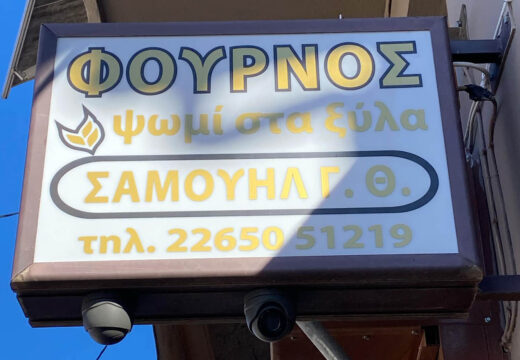 ΦΟΥΡΝΟΣ
ψωμί στα ξύλα
ΣΑΜΟΥΗΛ Γ. Θ.
τηλ. 22650 51219